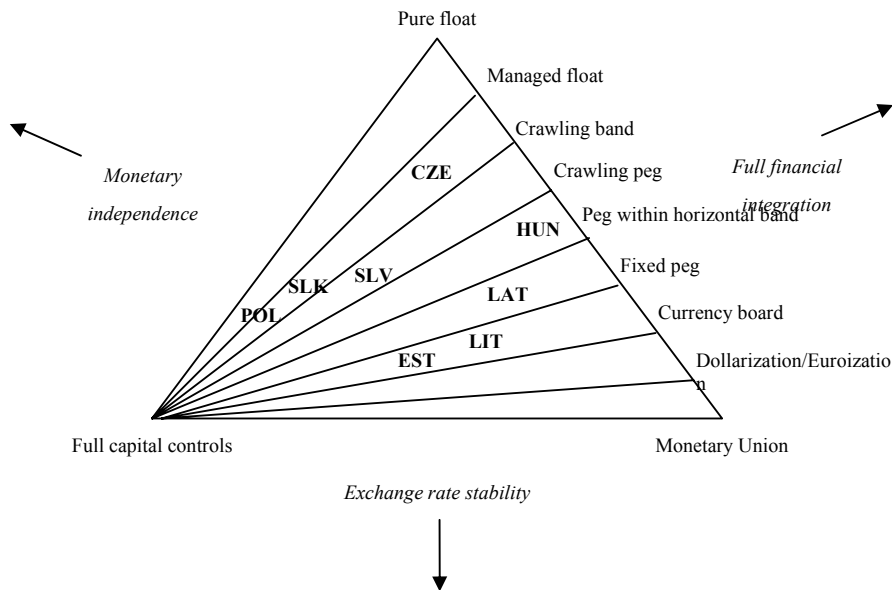 Pure float
Managed float
Crawling band
CZE
Crawling peg
Monetary
independence
Full financial
integration
Peg within horizontal band
HUN
Fixed peg
SLV
SLK
LAT
POL
Currency board
LIT
EST
Dollarization/Euroizatio
n
Full capital controls
Monetary Union
Exchange rate stability